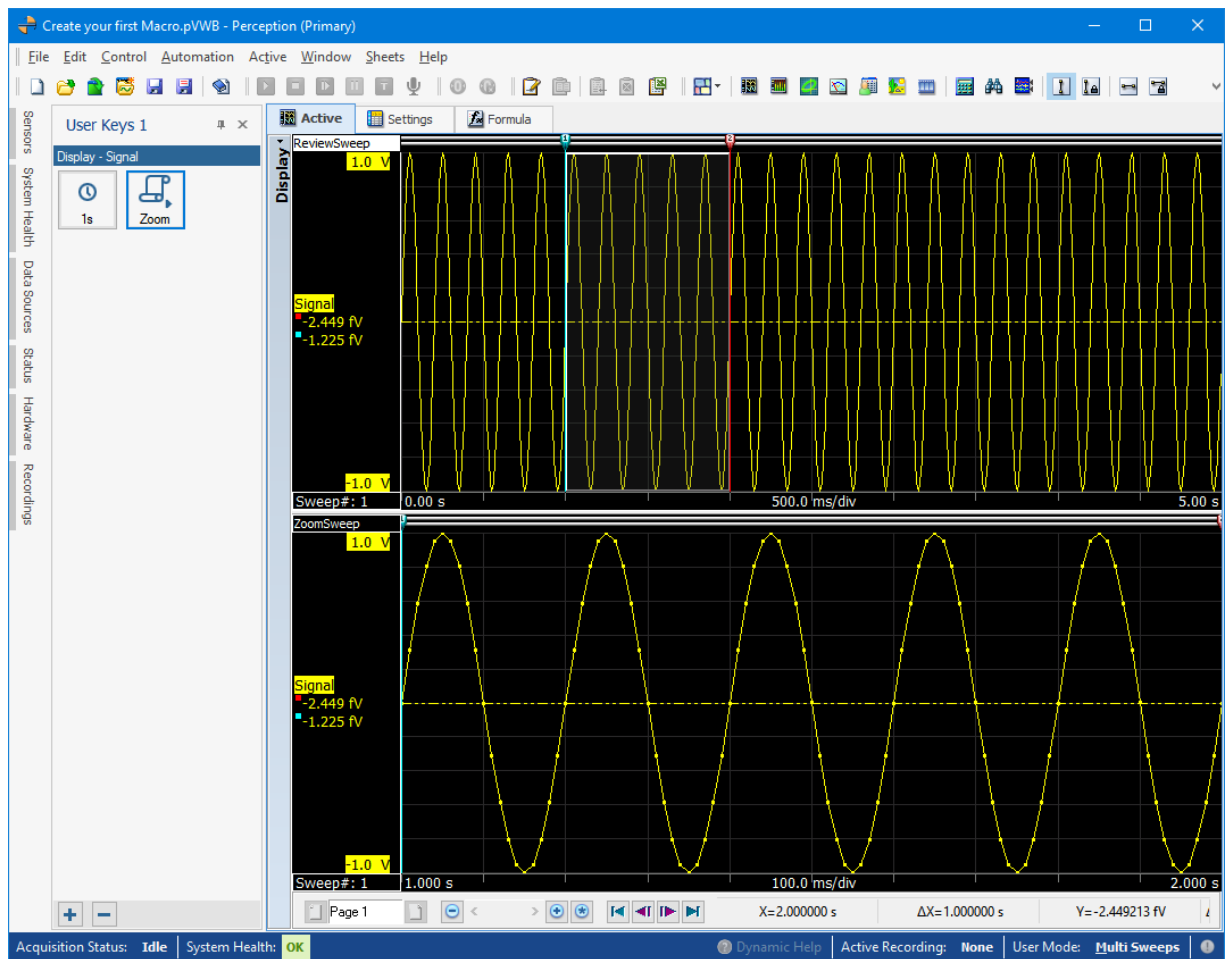 Create your first Macro.pVWB - Perception (Primary)
File Edit Control Automation Active Window Sheets Help
Sensors
System Health
Data Sources
Status
Hardware
Recordings
User Keys 1
Display - Signal
1s
Zoom
Active
Settings
Formula
Display
ReviewSweep
1
2
1.0 V
Signal
-2.449 fV
-1.225 fV
-1.0 V
Sweep#: 1
0.00 s
500.0 ms/div
5.00 s
ZoomSweep
1.0 V
Signal
-2.449 fV
-1.225 fV
-1.0 V
Sweep#: 1
1.000 s
100.0 ms/div
2.000 s
Page 1
X=2.000000 s
ΔX=1.000000 s
Y=-2.449213 fV
Acquisition Status: Idle
System Health: OK
Dynamic Help
Active Recording: None
User Mode: Multi Sweeps